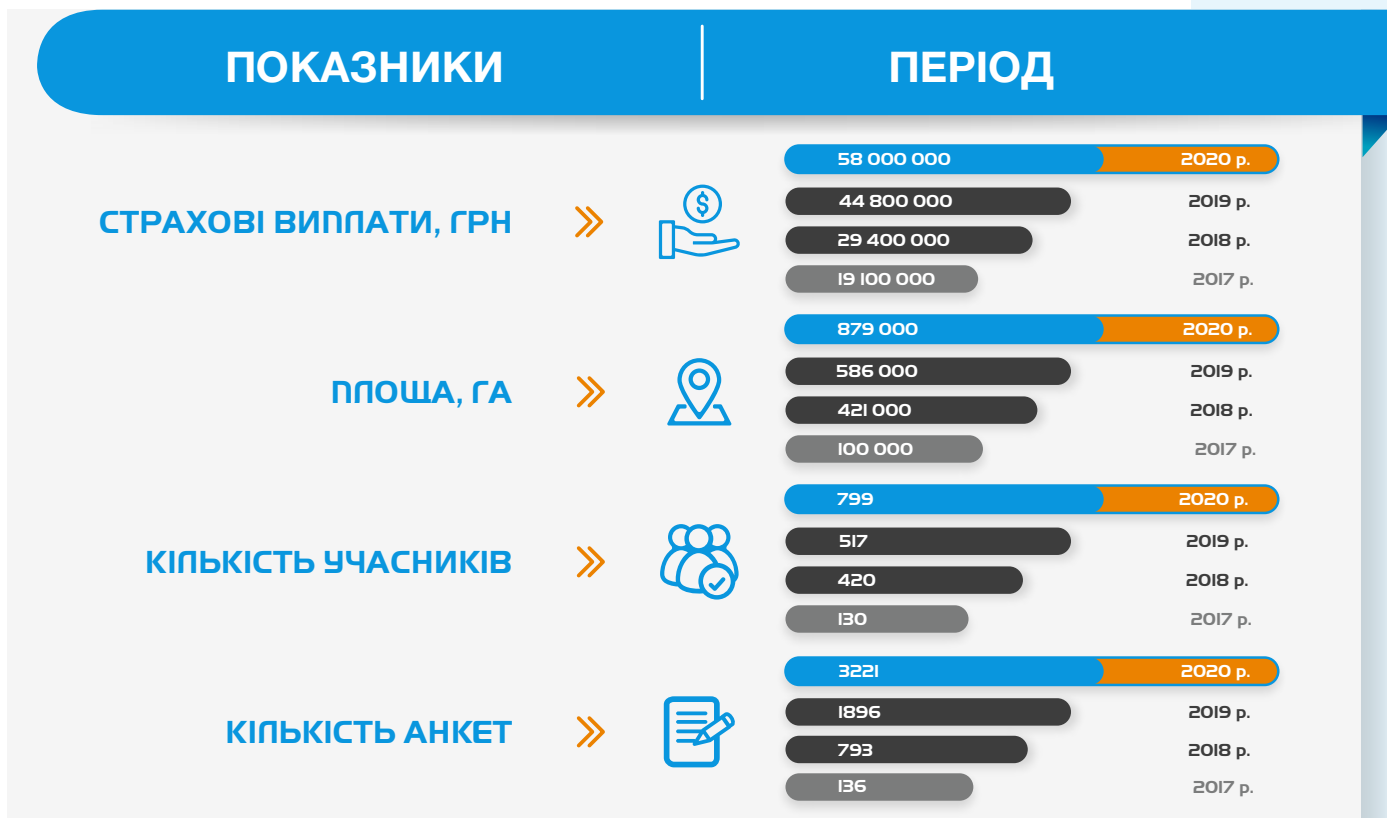 ПОКАЗНИКИ ПЕРІОД
СТРАХОВІ ВИПЛАТИ, ГРН
58 000 000 2020 р.
44 800 000 2019 р.
29 400 000 2018 р.
19 100 000 2017 р.
ПЛОЩА, ГА
879 000 2020 р.
586 000 2019 р.
421 000 2018 р.
100 000 2017 р.
КІЛЬКІСТЬ УЧАСНИКІВ
799 2020 р.
517 2019 р.
420 2018 р.
130 2017 р.
КІЛЬКІСТЬ АНКЕТ
3221 2020 р.
1896 2019 р.
793 2018 р.
136 2017 р.